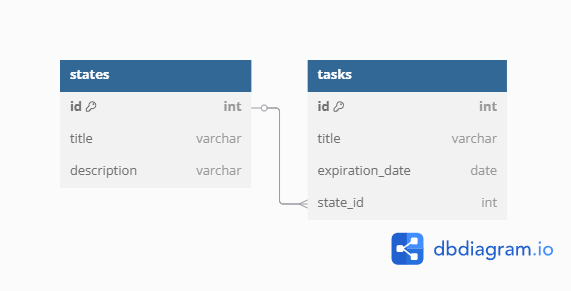 states
id int
title varchar
description varchar
tasks
id int
title varchar
expiration_date date
state_id int
dbdiagram.io